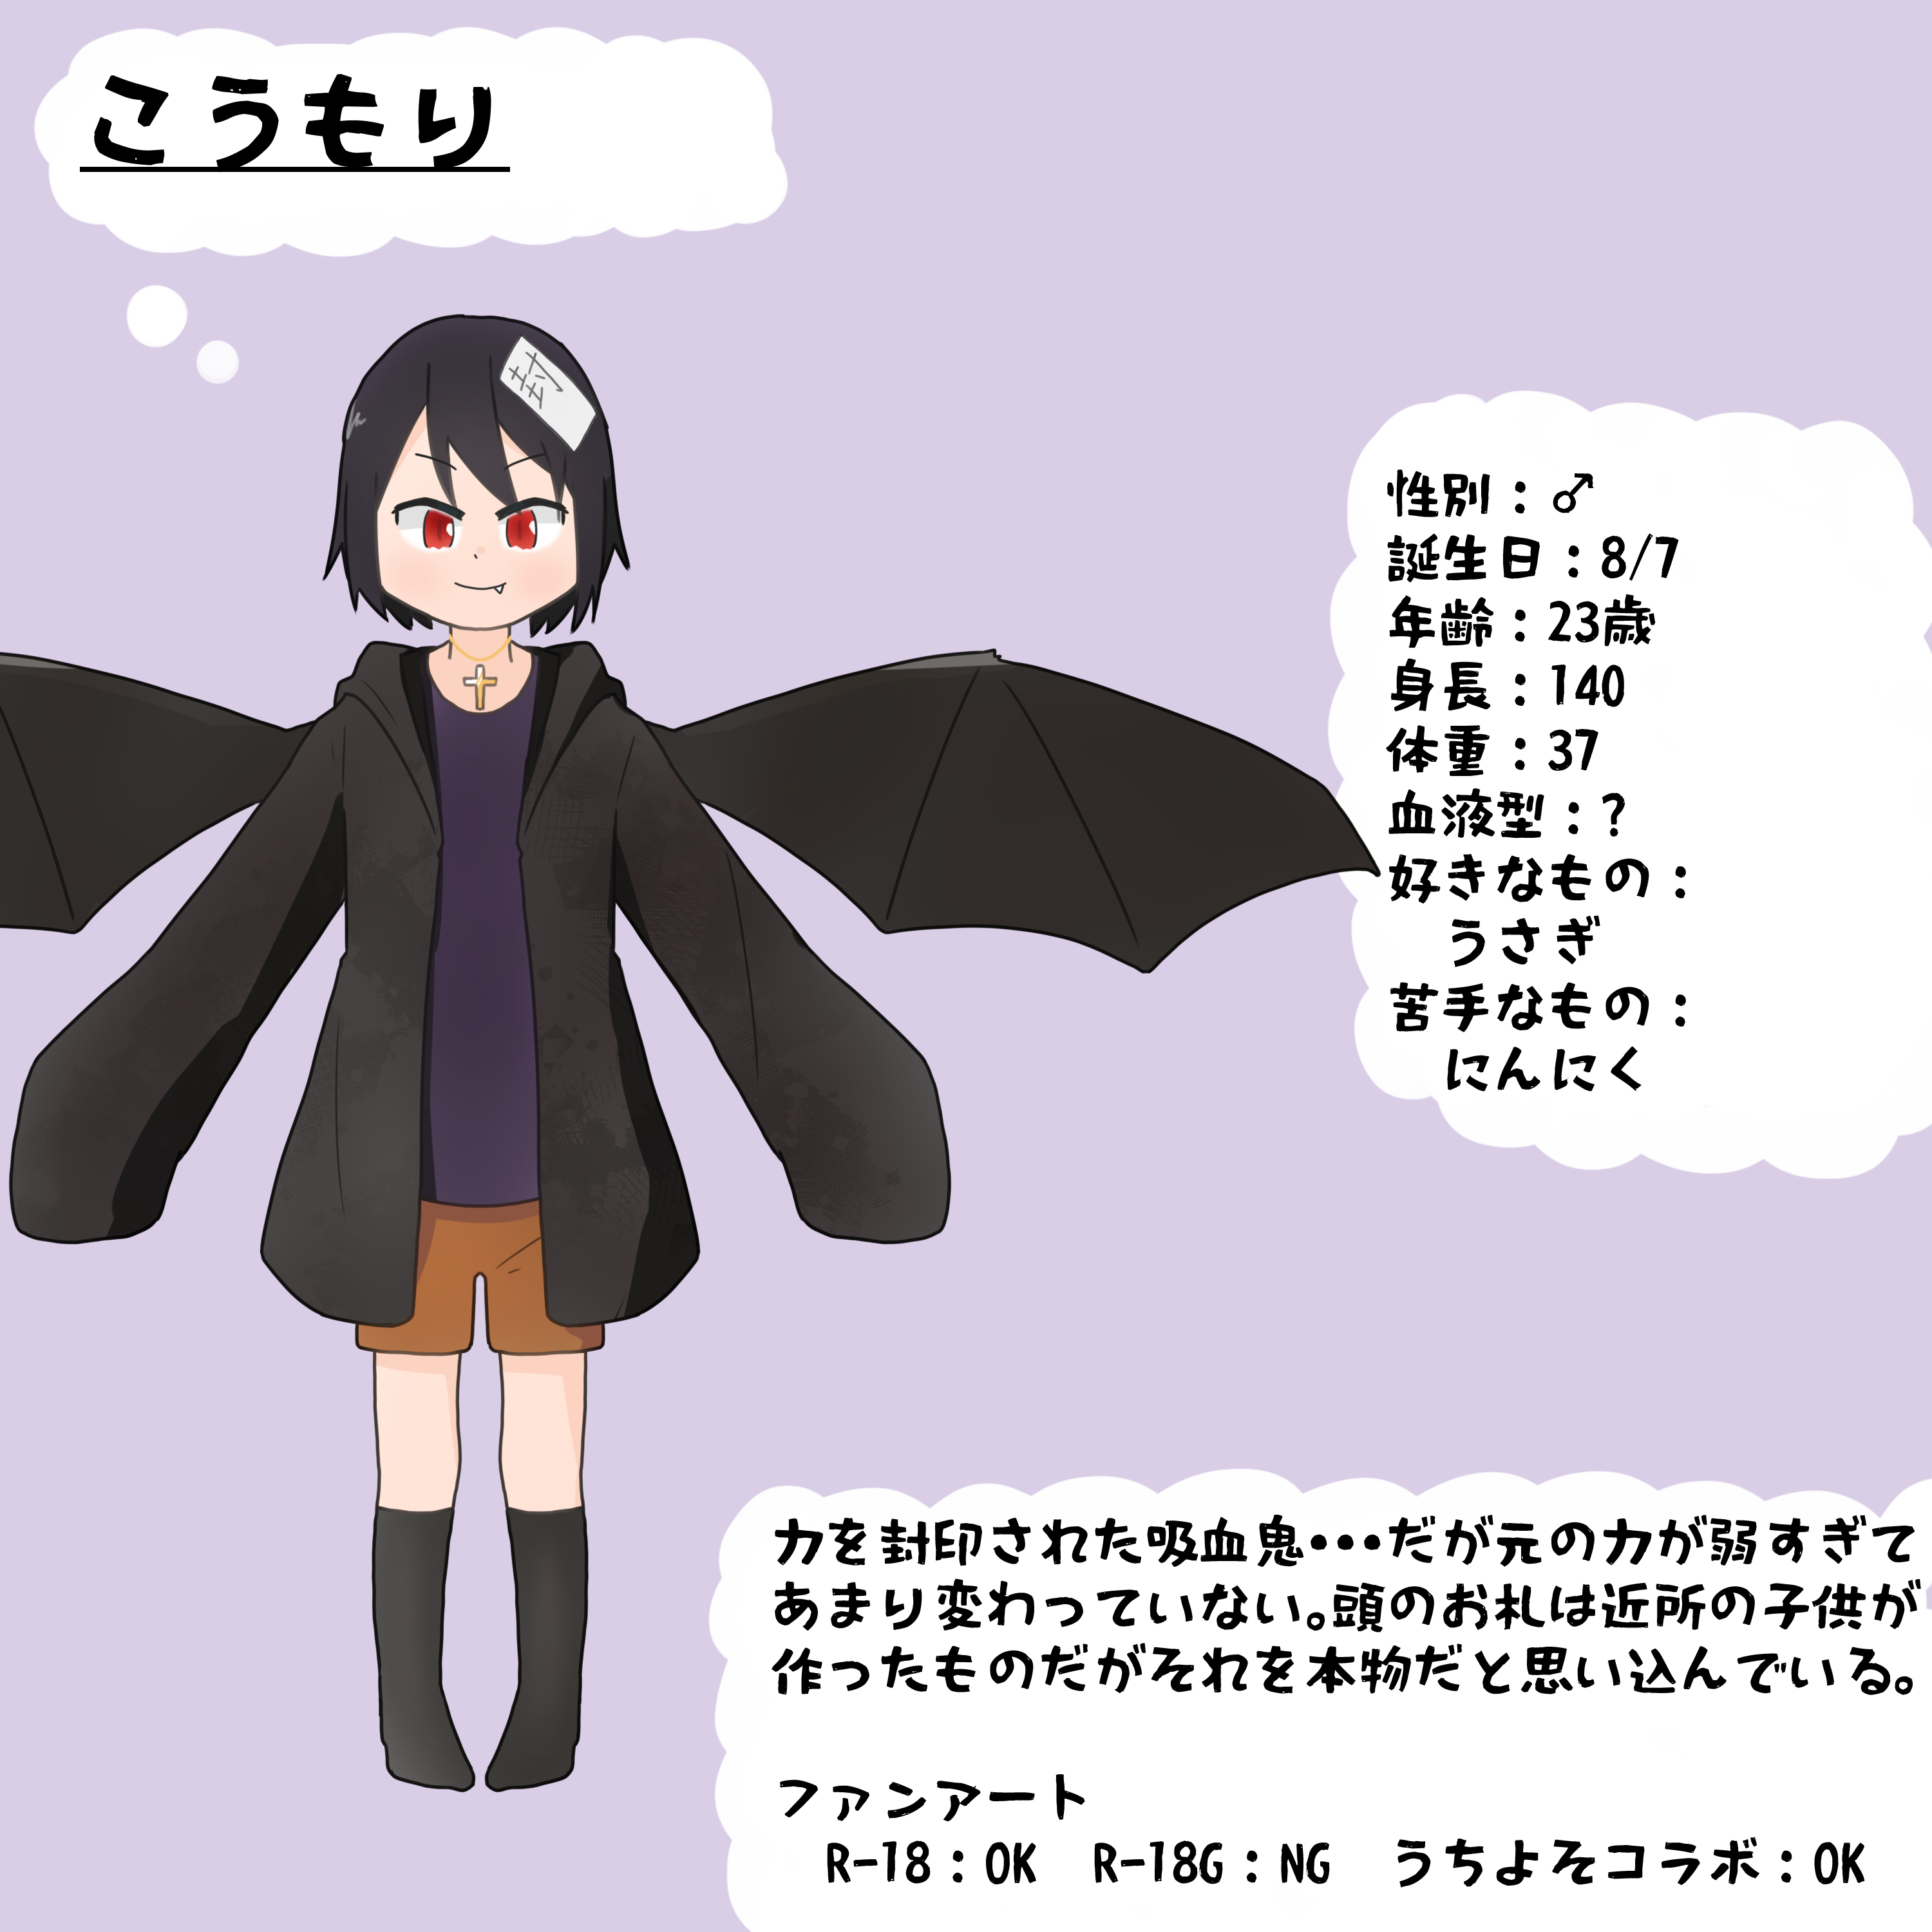 こうもり
封
性別：♂
誕生日：8/7
年齢：23歳
身長：140
体重：37
血液型：?
好きなもの：
うさぎ
苦手なもの：
にんにく
力を封印された吸血鬼・・・だが元の力が弱すぎて
あまり変わっていない。頭のお札は近所の子供が
作ったものだがそれを本物だと思い込んでいる。
ファンアート
R-18：OK　R-18G：NG　うちよそコラボ：OK